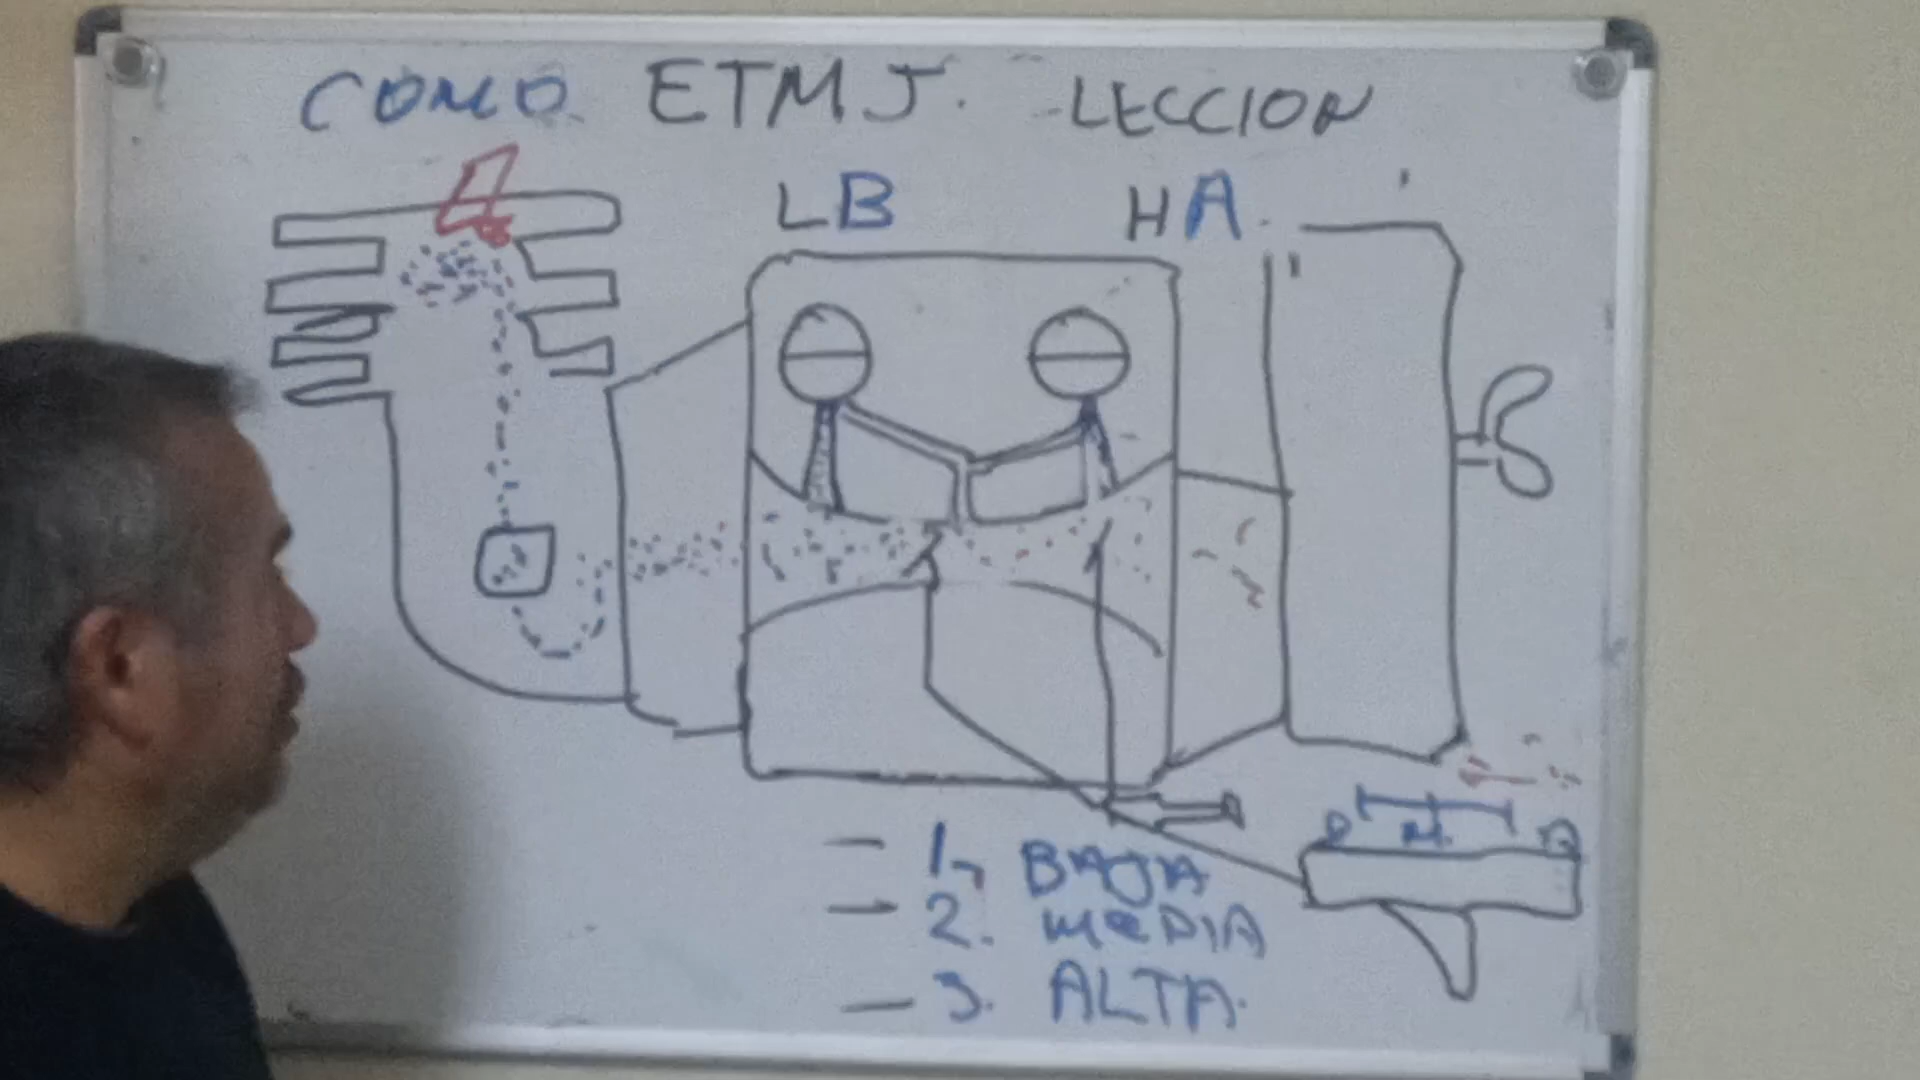 COMO ETMJ. LECCION
LB HA.
1, BAJA
2. MEDIA
3. ALTA.